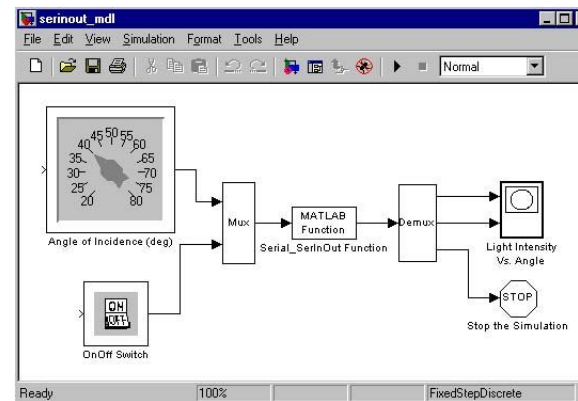 serinout_mdl
File Edit View Simulation Format Tools Help
Normal
20 25 30 35 40 45 50 55 60 65 70 75 80
Angle of Incidence (deg)
ON
OFF
OnOff Switch
Mux
MATLAB
Function
Serial_SerInOut Function
Demux
Light Intensity
Vs. Angle
STOP
Stop the Simulation
Ready 100% FixedStepDiscrete